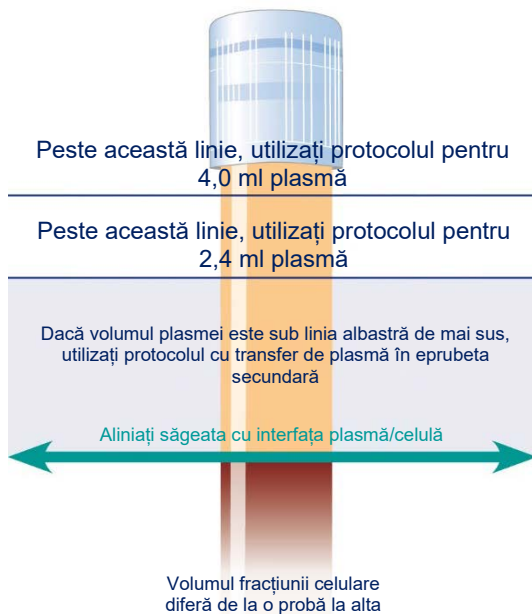 Peste această linie, utilizați protocolul pentru
4,0 ml plasmă
Peste această linie, utilizați protocolul pentru
2,4 ml plasmă
Dacă volumul plasmei este sub linia albastră de mai sus,
utilizați protocolul cu transfer de plasmă în eprubeta
secundară
Aliniați săgeata cu interfața plasmă/celulă
Volumul fracțiunii celulare
diferă de la o probă la alta